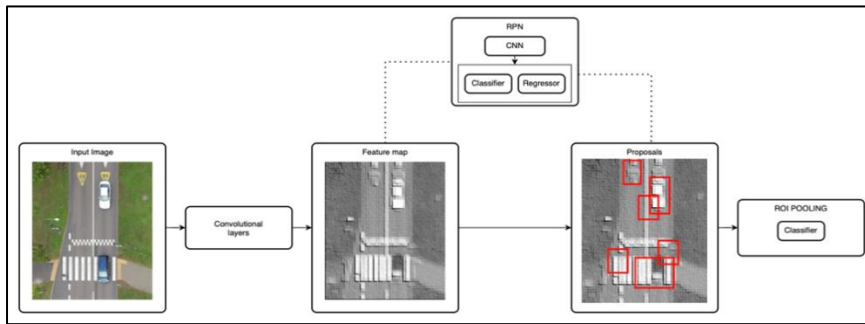 RPN
CNN
Classifier
Regressor
Input Image
Feature map
Proposals
Convolutional
layers
ROI POOLING
Classifier